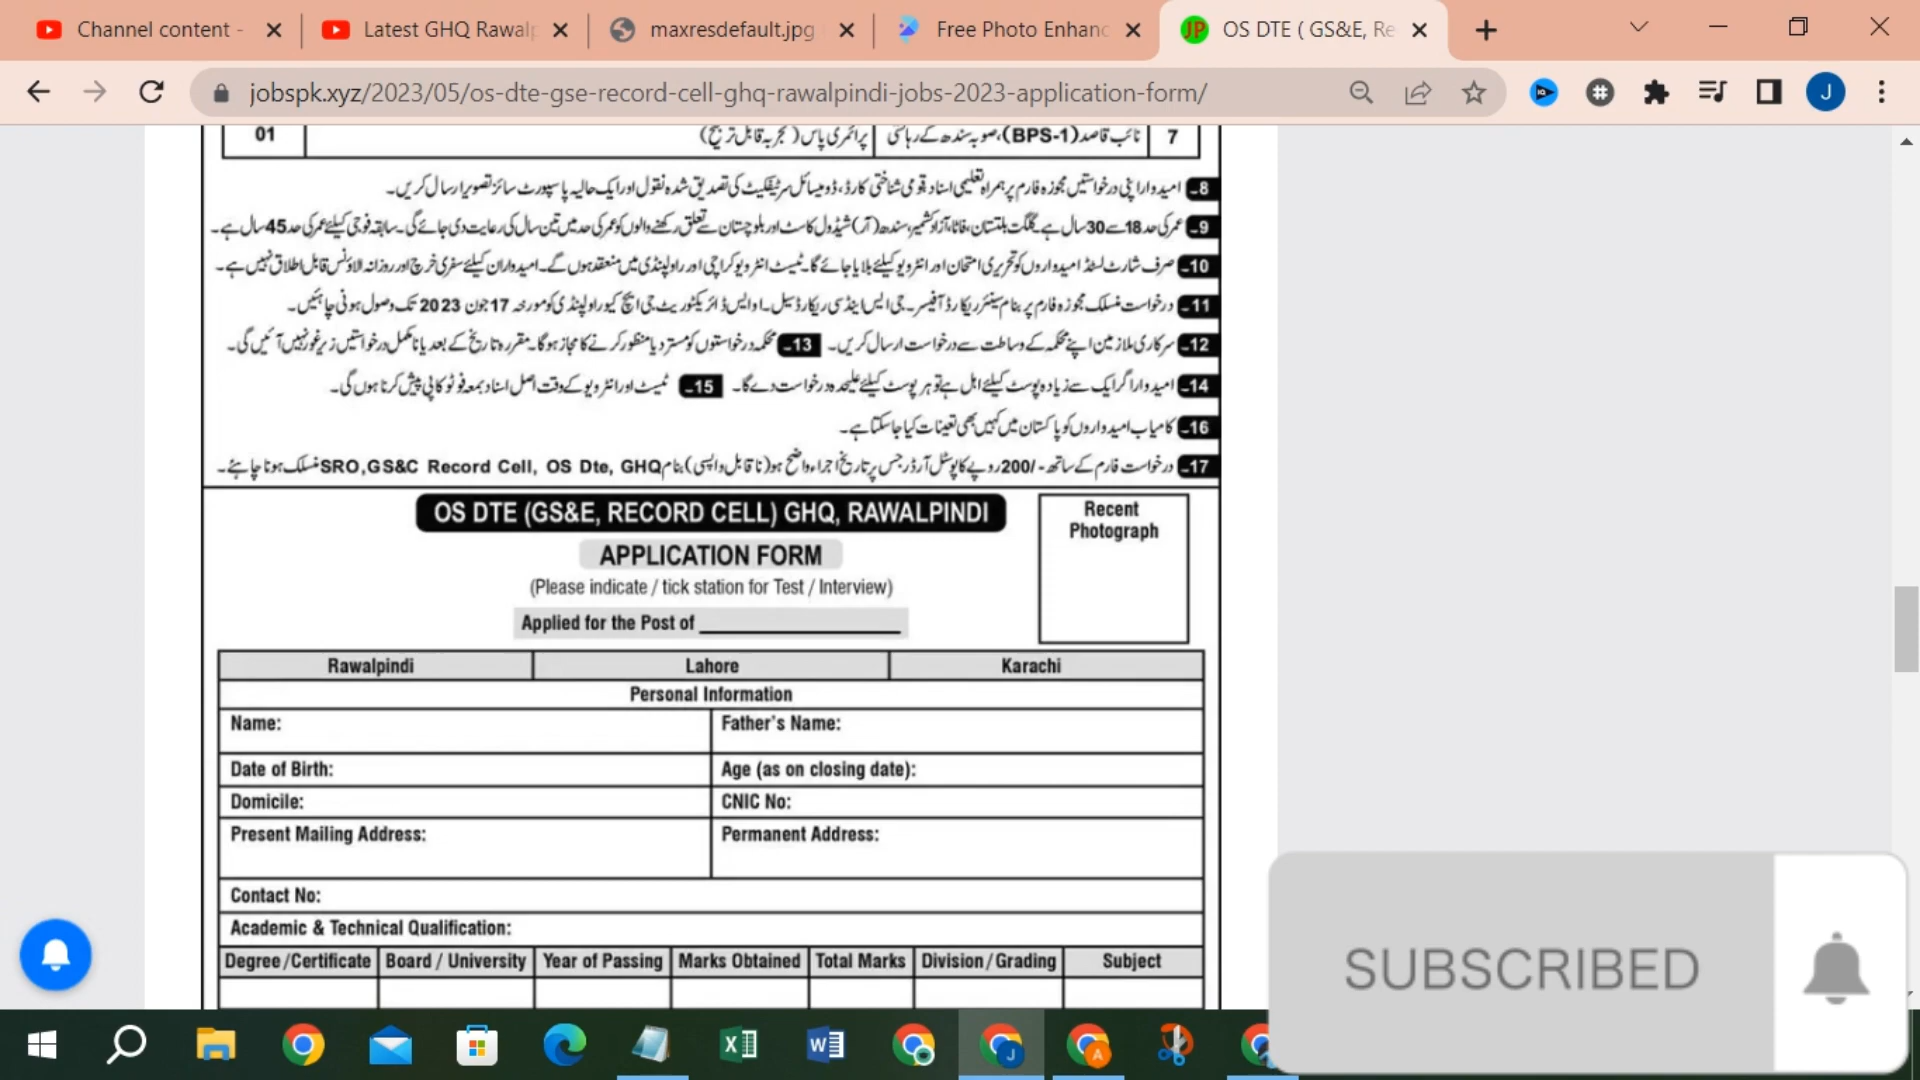 Channel content -
Latest GHQ Rawalp
maxresdefault.jpg
Free Photo Enhanc
JP
OS DTE ( GS&E, Re
jobspk.xyz/2023/05/os-dte-gse-record-cell-ghq-rawalpindi-jobs-2023-application-form/
J
7 نائب قاصد (BPS-1)، صوبہ سندھ کے رہائشی پرائمری پاس (تجربہ قابل ترجیح) 01
8۔ امیدوار اپنی درخواستیں مجوزہ فارم پر ہمراہ تعلیمی اسناد، قومی شناختی کارڈ، ڈومیسائل سرٹیفکیٹ کی تصدیق شدہ نقول اور ایک حالیہ پاسپورٹ سائز تصویر ارسال کریں۔
9۔ عمر کی حد 18 سے 30 سال ہے۔ گلگت بلتستان، فاٹا، آزاد کشمیر، سندھ (آر) شیڈول کاسٹ اور بلوچستان سے تعلق رکھنے والوں کو عمر کی حد میں تین سال کی رعایت دی جائے گی۔ سابقہ فوجی کیلئے عمر کی حد 45 سال ہے۔
10۔ صرف شارٹ لسٹڈ امیدواروں کو تحریری امتحان اور انٹرویو کیلئے بلایا جائے گا۔ ٹیسٹ انٹرویو کراچی اور راولپنڈی میں منعقد ہوں گے۔ امیدواران کیلئے سفری خرچ اور روزانہ الاؤنس قابل اطلاق نہیں ہے۔
11۔ درخواست منسلک مجوزہ فارم پر بنام سینئر ریکارڈ آفیسر۔ جی ایس اینڈ سی ریکارڈ سیل۔ او ایس ڈائریکٹوریٹ جی ایچ کیو راولپنڈی کو مورخہ 17 جون 2023 تک وصول ہونی چاہئیں۔
12۔ سرکاری ملازمین اپنے محکمہ کے وساطت سے درخواست ارسال کریں۔ 13۔ محکمہ درخواستوں کو مسترد یا منظور کرنے کا مجاز ہوگا۔ مقررہ تاریخ کے بعد یا نامکمل درخواستیں زیر غور نہیں آئیں گی۔
14۔ امیدوار اگر ایک سے زیادہ پوسٹ کیلئے اہل ہے تو ہر پوسٹ کیلئے علیحدہ درخواست دے گا۔ 15۔ ٹیسٹ اور انٹرویو کے وقت اصل اسناد بمعہ فوٹو کاپی پیش کرنا ہوں گی۔
16۔ کامیاب امیدواروں کو پاکستان میں کہیں بھی تعینات کیا جا سکتا ہے۔
17۔ درخواست فارم کے ساتھ -/200 روپے کا پوسٹل آرڈر جس پر تاریخ اجراء واضح ہو (ناقابل واپسی) بنام SRO, GS&C Record Cell, OS Dte, GHQ منسلک ہونا چاہئے۔
OS DTE (GS&E, RECORD CELL) GHQ, RAWALPINDI
Recent
Photograph
APPLICATION FORM
(Please indicate / tick station for Test / Interview)
Applied for the Post of
Rawalpindi Lahore Karachi
Personal Information
Name: Father's Name:
Date of Birth: Age (as on closing date):
Domicile: CNIC No:
Present Mailing Address: Permanent Address:
Contact No:
Academic & Technical Qualification:
Degree/Certificate Board / University Year of Passing Marks Obtained Total Marks Division/Grading Subject
SUBSCRIBED